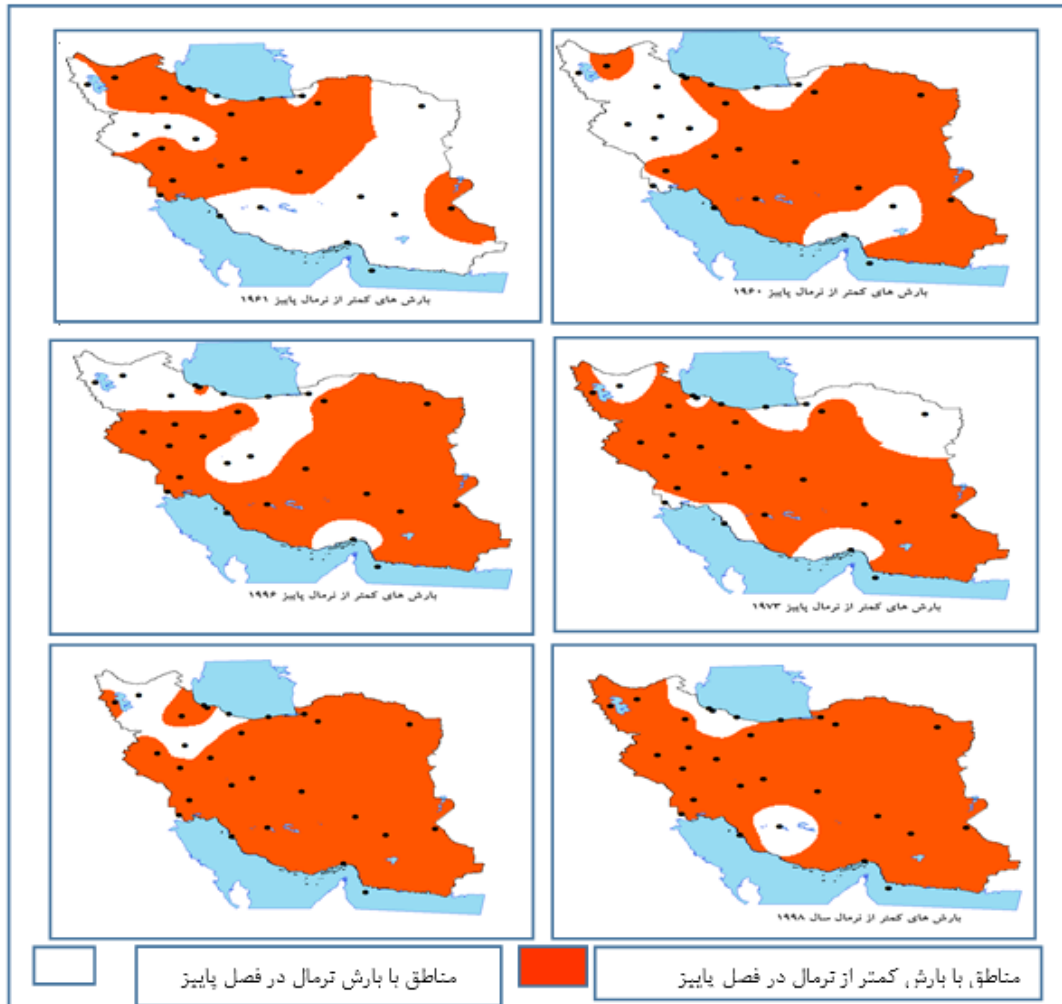 بارش های کمتر از نرمال پاییز ۱۹۶۰
بارش های کمتر از نرمال پاییز ۱۹۶۱
بارش های کمتر از نرمال پاییز ۱۹۷۳
بارش های کمتر از نرمال پاییز ۱۹۹۶
بارش های کمتر از نرمال سال ۱۹۹۸
مناطق با بارش کمتر از نرمال در فصل پاییز
مناطق با بارش نرمال در فصل پاییز